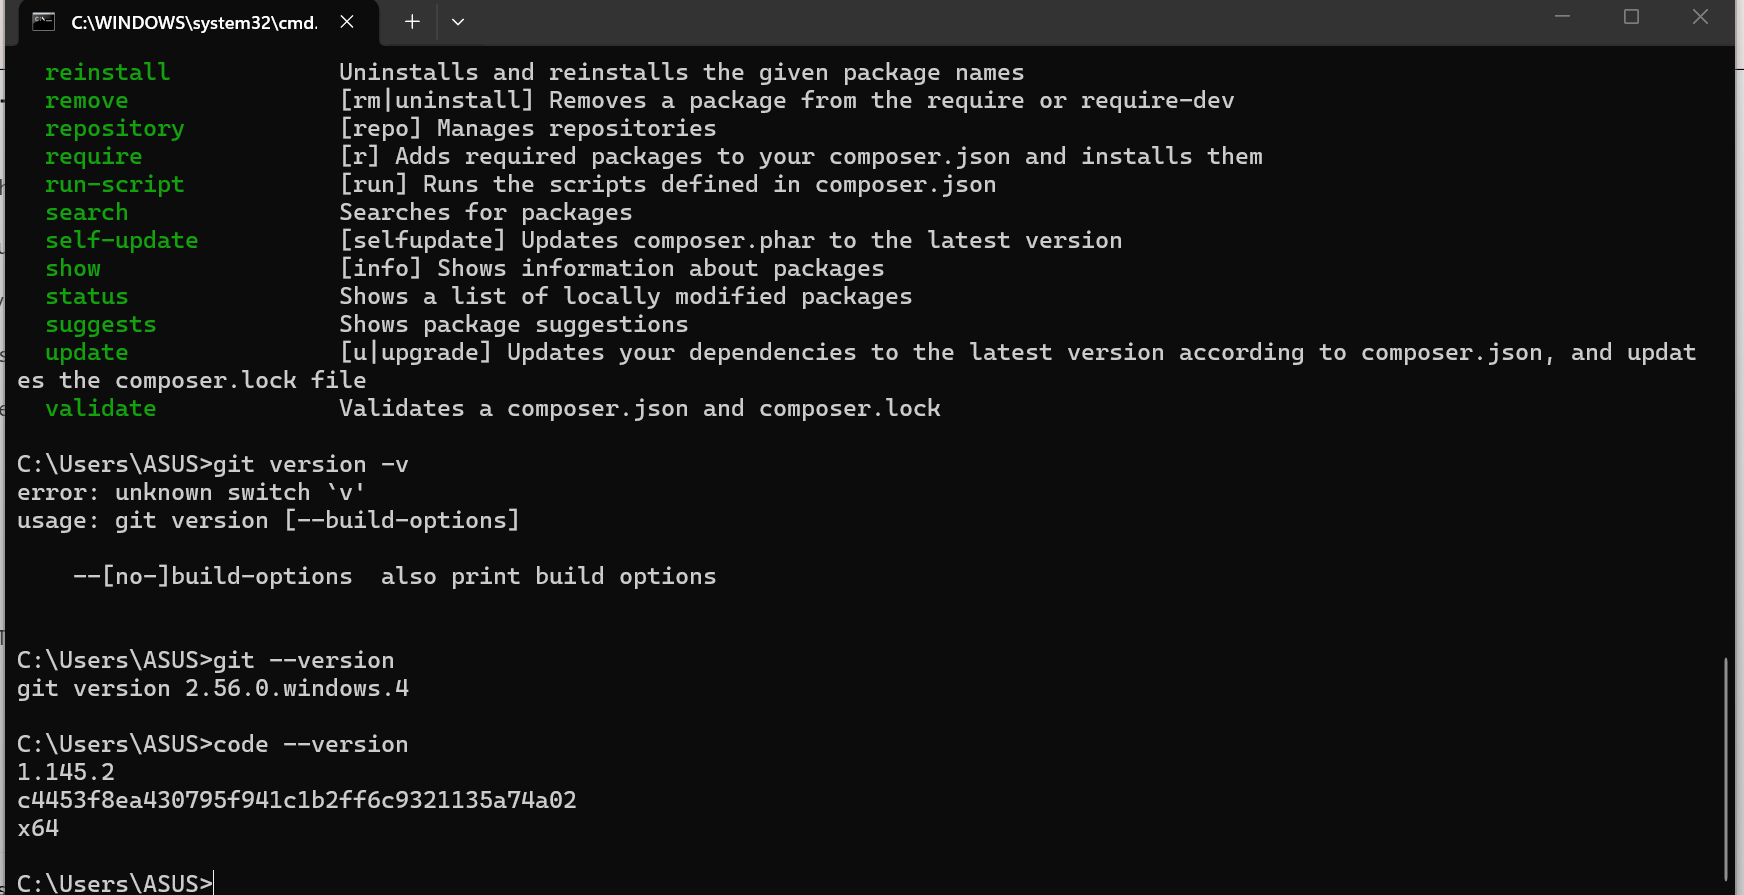 C:\WINDOWS\system32\cmd.
reinstall Uninstalls and reinstalls the given package names
remove [rm|uninstall] Removes a package from the require or require-dev
repository [repo] Manages repositories
require [r] Adds required packages to your composer.json and installs them
run-script [run] Runs the scripts defined in composer.json
search Searches for packages
self-update [selfupdate] Updates composer.phar to the latest version
show [info] Shows information about packages
status Shows a list of locally modified packages
suggests Shows package suggestions
update [u|upgrade] Updates your dependencies to the latest version according to composer.json, and updat
es the composer.lock file
validate Validates a composer.json and composer.lock
C:\Users\ASUS>git version -v
error: unknown switch `v'
usage: git version [--build-options]
--[no-]build-options also print build options
C:\Users\ASUS>git --version
git version 2.56.0.windows.4
C:\Users\ASUS>code --version
1.145.2
c4453f8ea430795f941c1b2ff6c9321135a74a02
x64
C:\Users\ASUS>